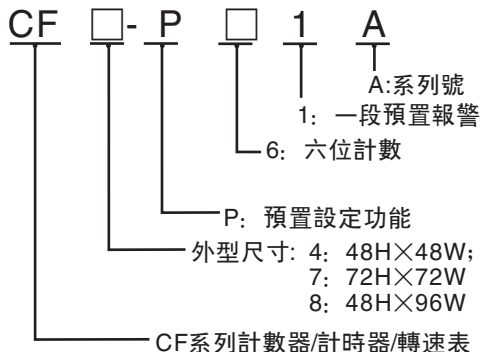 CF □- P □ 1 A
A:系列號
1: 一段預置報警
6: 六位計數
P: 預置設定功能
外型尺寸: 4: 48H×48W;
7: 72H×72W
8: 48H×96W
CF系列計數器/計時器/轉速表